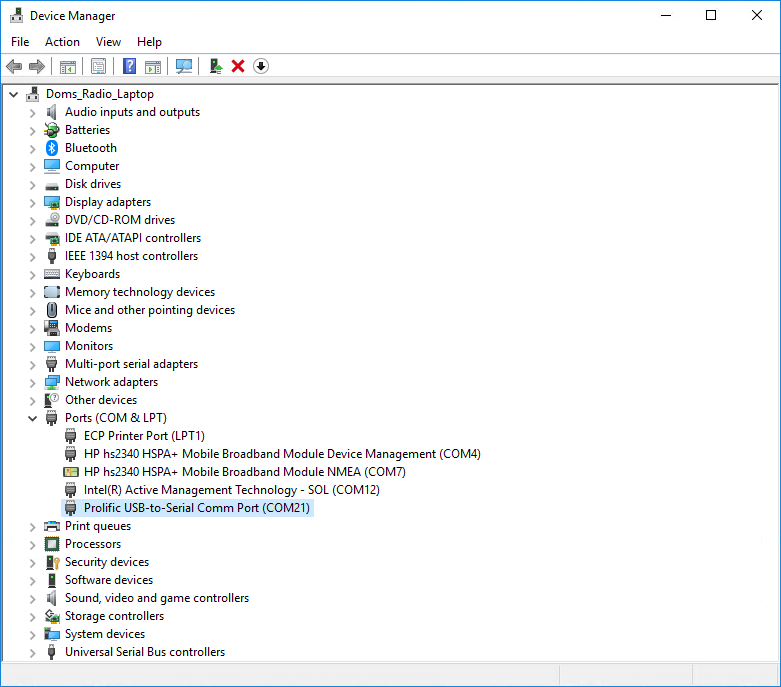 Device Manager
File Action View Help
Doms_Radio_Laptop
Audio inputs and outputs
Batteries
Bluetooth
Computer
Disk drives
Display adapters
DVD/CD-ROM drives
IDE ATA/ATAPI controllers
IEEE 1394 host controllers
Keyboards
Memory technology devices
Mice and other pointing devices
Modems
Monitors
Multi-port serial adapters
Network adapters
Other devices
Ports (COM & LPT)
ECP Printer Port (LPT1)
HP hs2340 HSPA+ Mobile Broadband Module Device Management (COM4)
HP hs2340 HSPA+ Mobile Broadband Module NMEA (COM7)
Intel(R) Active Management Technology - SOL (COM12)
Prolific USB-to-Serial Comm Port (COM21)
Print queues
Processors
Security devices
Software devices
Sound, video and game controllers
Storage controllers
System devices
Universal Serial Bus controllers